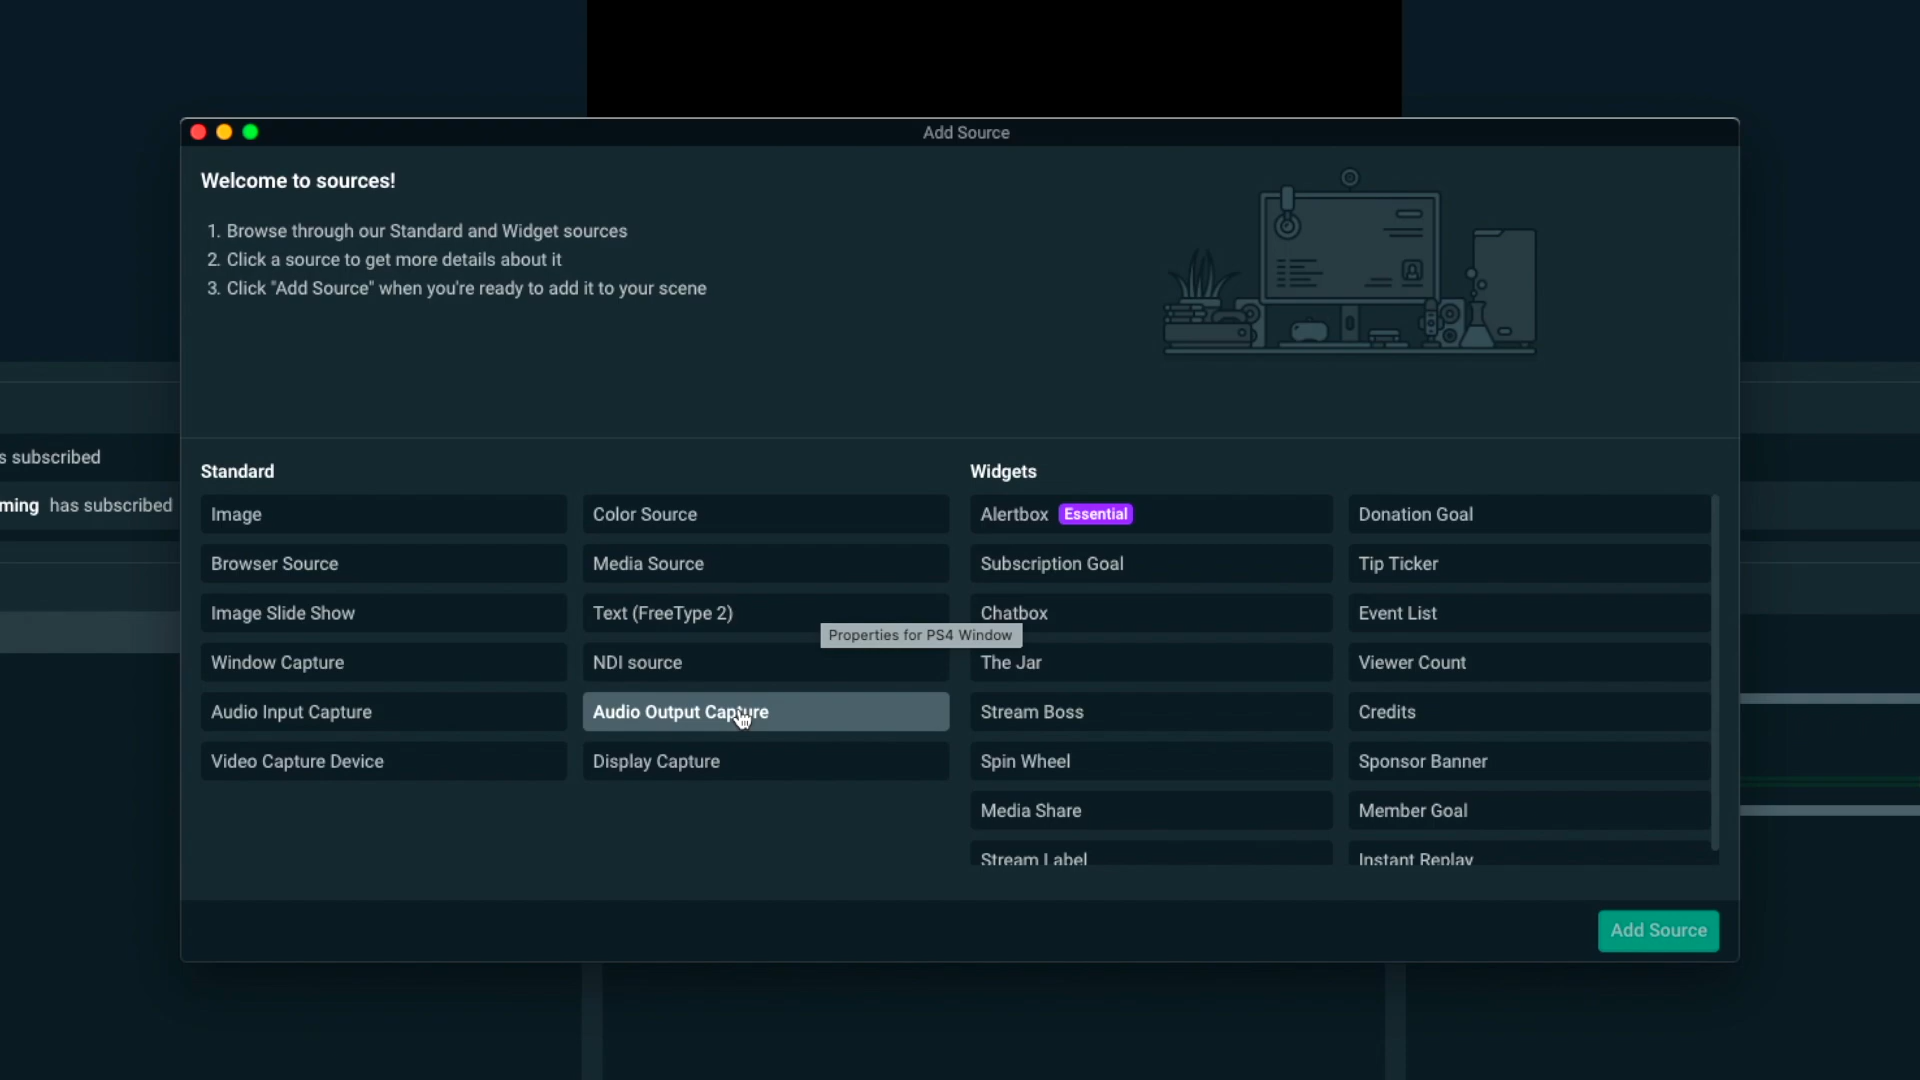 Add Source
Welcome to sources!
1. Browse through our Standard and Widget sources
2. Click a source to get more details about it
3. Click "Add Source" when you're ready to add it to your scene
s subscribed
ming has subscribed
Standard
Image
Color Source
Browser Source
Media Source
Image Slide Show
Text (FreeType 2)
Window Capture
NDI source
Audio Input Capture
Audio Output Capture
Video Capture Device
Display Capture
Properties for PS4 Window
Widgets
Alertbox Essential
Donation Goal
Subscription Goal
Tip Ticker
Chatbox
Event List
The Jar
Viewer Count
Stream Boss
Credits
Spin Wheel
Sponsor Banner
Media Share
Member Goal
Stream Label
Instant Replay
Add Source